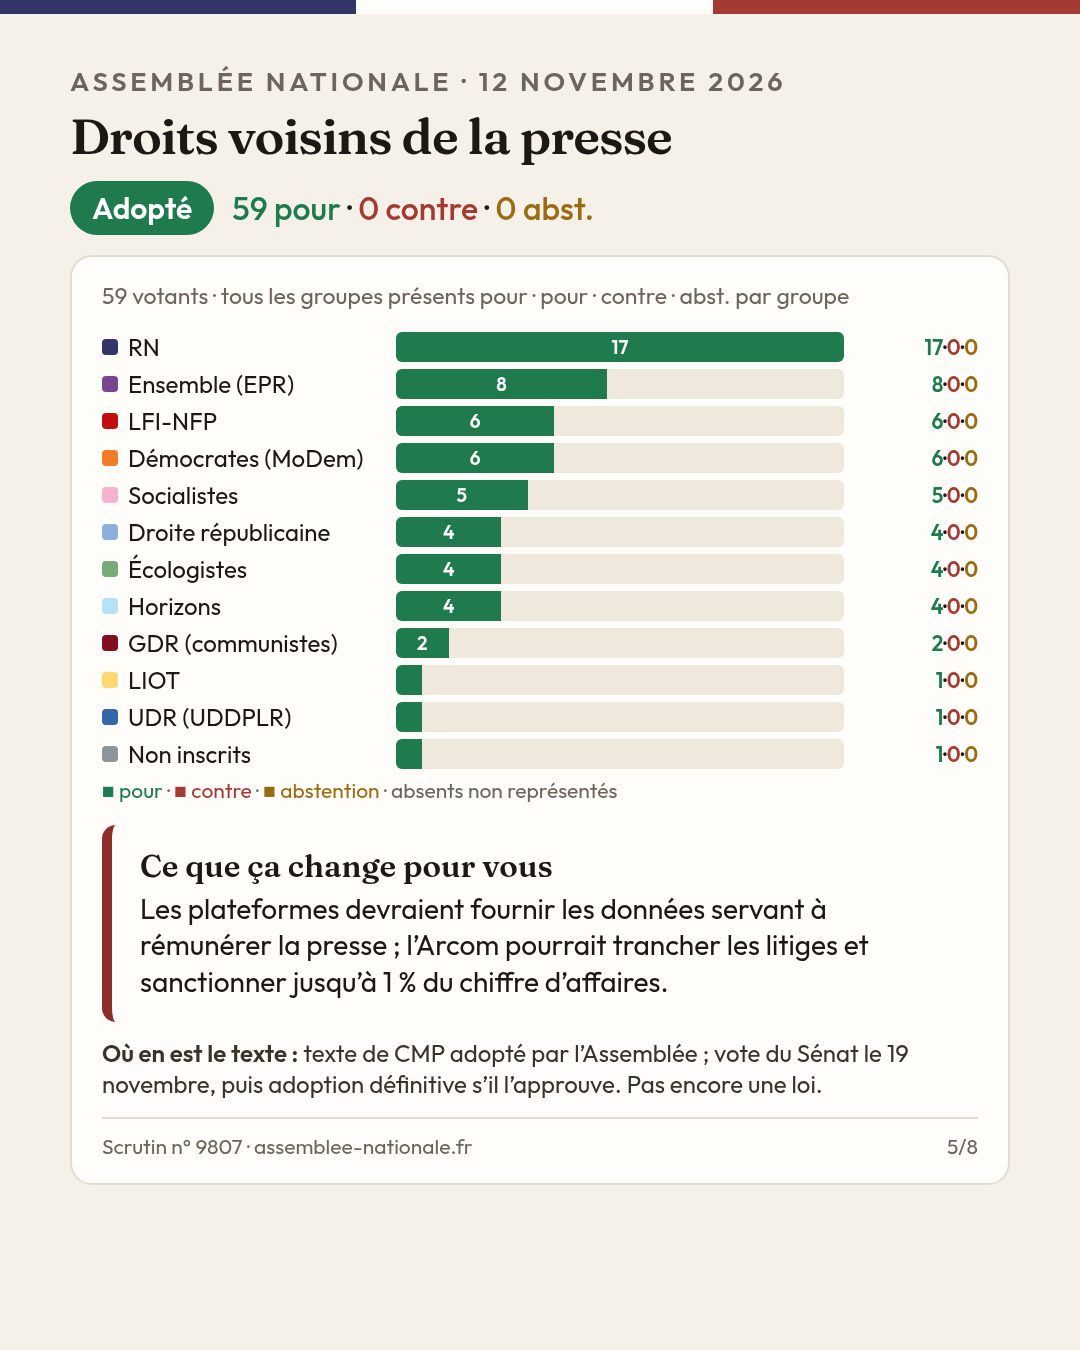 ASSEMBLÉE NATIONALE · 12 NOVEMBRE 2026
Droits voisins de la presse
Adopté 59 pour · 0 contre · 0 abst.
59 votants · tous les groupes présents pour · pour · contre · abst. par groupe
RN 17 17·0·0
Ensemble (EPR) 8 8·0·0
LFI-NFP 6 6·0·0
Démocrates (MoDem) 6 6·0·0
Socialistes 5 5·0·0
Droite républicaine 4 4·0·0
Écologistes 4 4·0·0
Horizons 4 4·0·0
GDR (communistes) 2 2·0·0
LIOT 1·0·0
UDR (UDDPLR) 1·0·0
Non inscrits 1·0·0
■ pour · ■ contre · ■ abstention · absents non représentés
Ce que ça change pour vous
Les plateformes devraient fournir les données servant à
rémunérer la presse ; l’Arcom pourrait trancher les litiges et
sanctionner jusqu’à 1 % du chiffre d’affaires.
Où en est le texte : texte de CMP adopté par l’Assemblée ; vote du Sénat le 19
novembre, puis adoption définitive s’il l’approuve. Pas encore une loi.
Scrutin n° 9807 · assemblee-nationale.fr 5/8